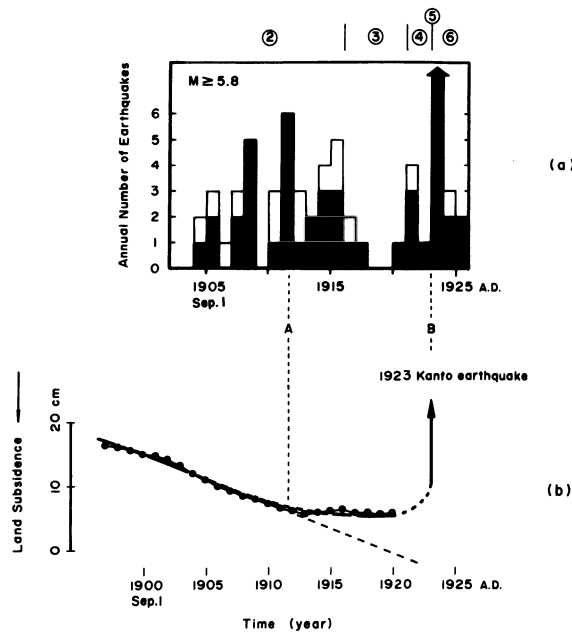 ⑤
② ③ ④ ⑥
M ≥ 5.8
Annual Number of Earthquakes
6
5
4
3
2
1
0
(a)
1905 1915 1925 A.D.
Sep.1
A B
1923 Kanto earthquake
Land Subsidence
20 cm
10
0
(b)
1900 1905 1910 1915 1920 1925 A.D.
Sep.1
Time (year)